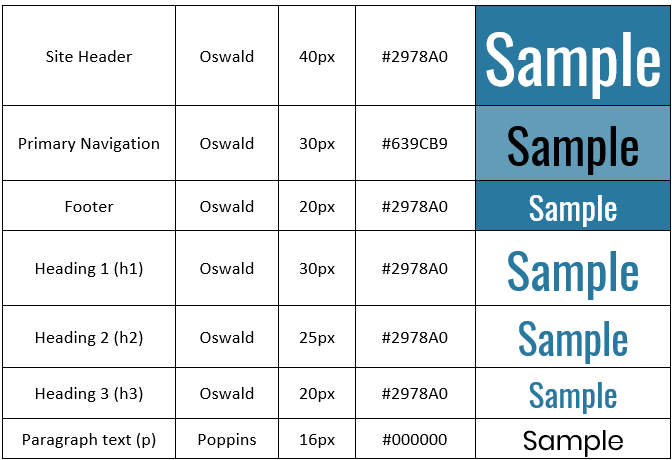 Site Header Oswald 40px #2978A0 Sample
Primary Navigation Oswald 30px #639CB9 Sample
Footer Oswald 20px #2978A0 Sample
Heading 1 (h1) Oswald 30px #2978A0 Sample
Heading 2 (h2) Oswald 25px #2978A0 Sample
Heading 3 (h3) Oswald 20px #2978A0 Sample
Paragraph text (p) Poppins 16px #000000 Sample